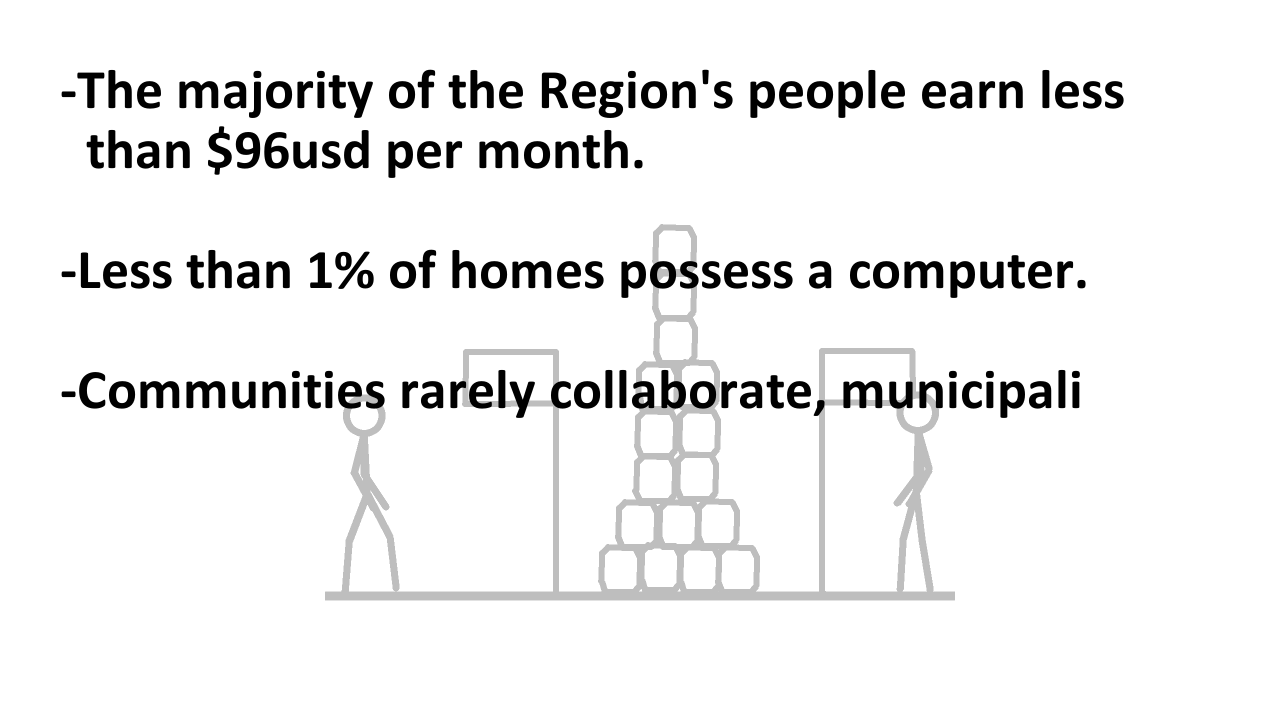 -The majority of the Region's people earn less
than $96usd per month.
-Less than 1% of homes possess a computer.
-Communities rarely collaborate, municipali